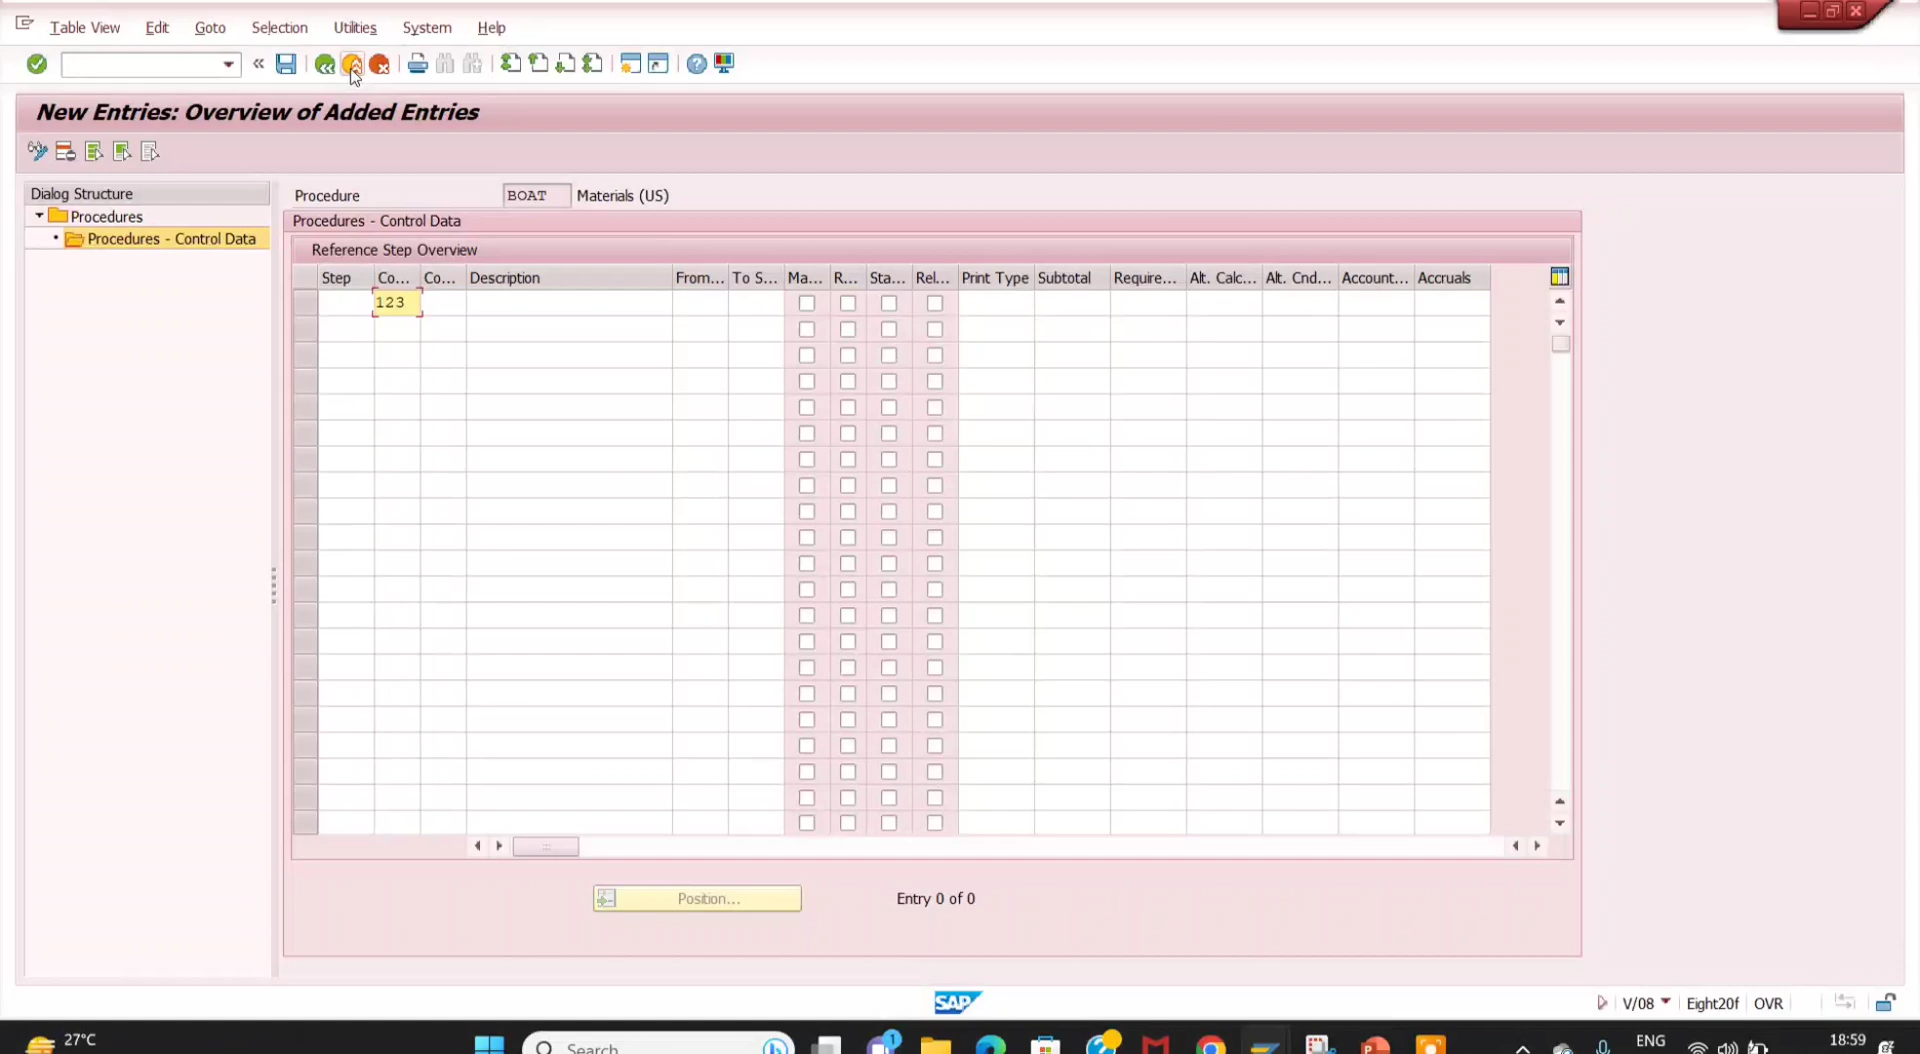 Table View Edit Goto Selection Utilities System Help
New Entries: Overview of Added Entries
Dialog Structure
Procedures
Procedures - Control Data
Procedure BOAT Materials (US)
Procedures - Control Data
Reference Step Overview
Step Co... Co... Description From... To S... Ma... R... Sta... Rel... Print Type Subtotal Require... Alt. Calc... Alt. Cnd... Account... Accruals
123
Position... Entry 0 of 0
SAP
V/08 Eight20f OVR
27°C Search 1 ENG 18:59